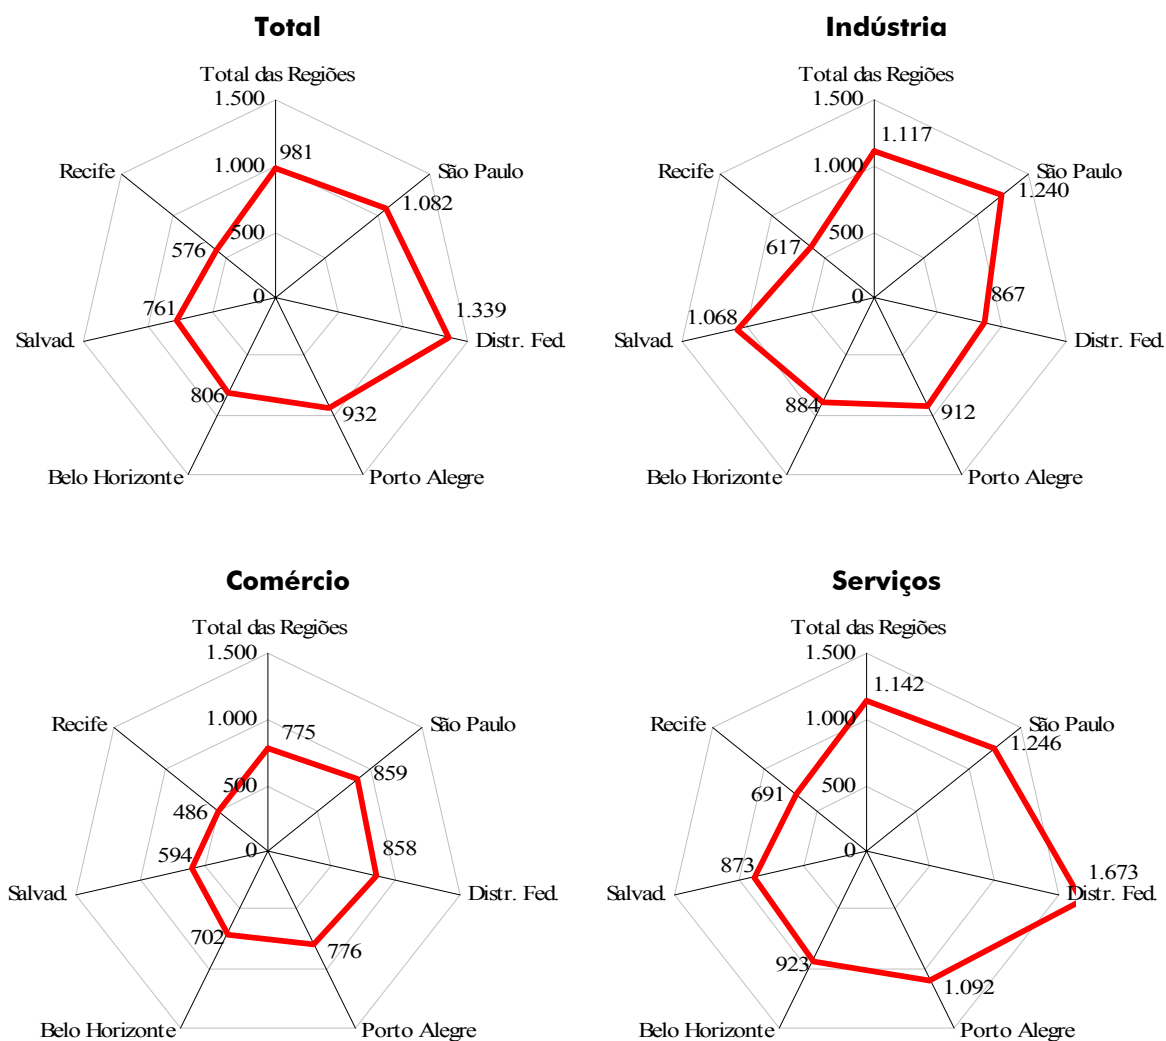 Total
Total das Regiões
1.500
1.000
500
0
981
São Paulo
1.082
1.339
Distr. Fed.
932
Porto Alegre
806
Belo Horizonte
761
Salvad.
576
Recife
Indústria
Total das Regiões
1.500
1.000
500
0
1.117
São Paulo
1.240
867
Distr. Fed.
912
Porto Alegre
884
Belo Horizonte
1.068
Salvad.
617
Recife
Comércio
Total das Regiões
1.500
1.000
500
0
775
São Paulo
859
858
Distr. Fed.
776
Porto Alegre
702
Belo Horizonte
594
Salvad.
486
Recife
Serviços
Total das Regiões
1.500
1.000
500
0
1.142
São Paulo
1.246
1.673
Distr. Fed.
1.092
Porto Alegre
923
Belo Horizonte
873
Salvad.
691
Recife